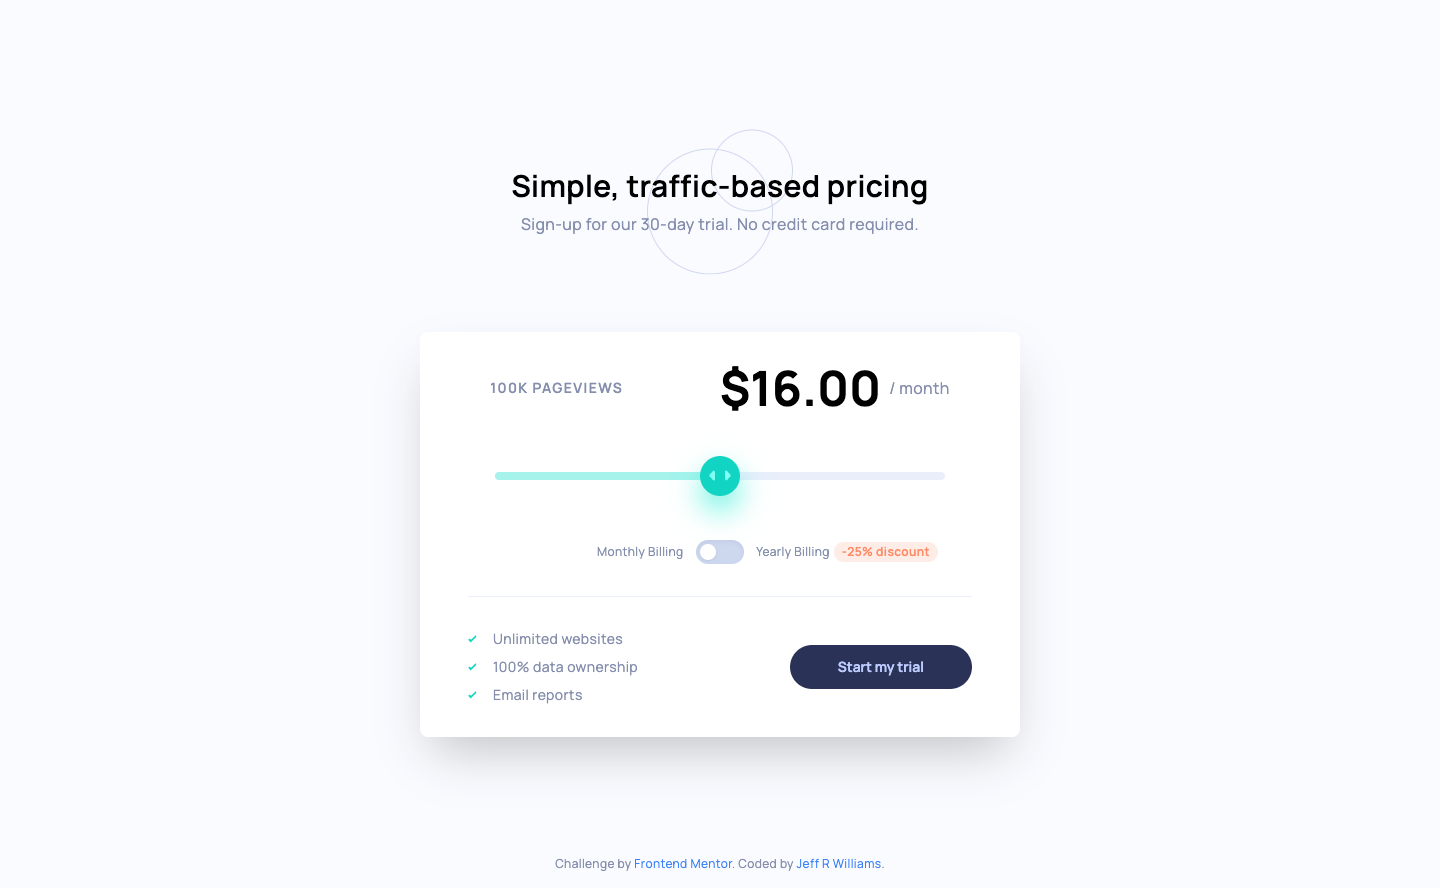 Simple, traffic-based pricing
Sign-up for our 30-day trial. No credit card required.
100K PAGEVIEWS
$16.00 / month
Monthly Billing
Yearly Billing -25% discount
Unlimited websites
100% data ownership
Email reports
Start my trial
Challenge by Frontend Mentor. Coded by Jeff R Williams.